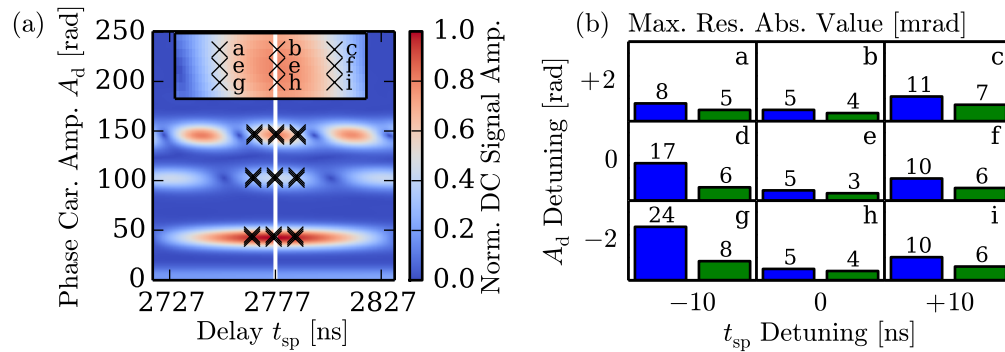 (a)
Phase Car. Amp. A_d [rad]
250
200
150
100
50
0
a b c
e e f
g h i
2727 2777 2827
Delay t_sp [ns]
1.0
0.8
0.6
0.4
0.2
0.0
Norm. DC Signal Amp.
(b) Max. Res. Abs. Value [mrad]
A_d Detuning [rad]
+2
a b c
8 5 5 4 11 7
0
d e f
17 6 5 3 10 6
−2
g h i
24 8 5 4 10 6
−10 0 +10
t_sp Detuning [ns]